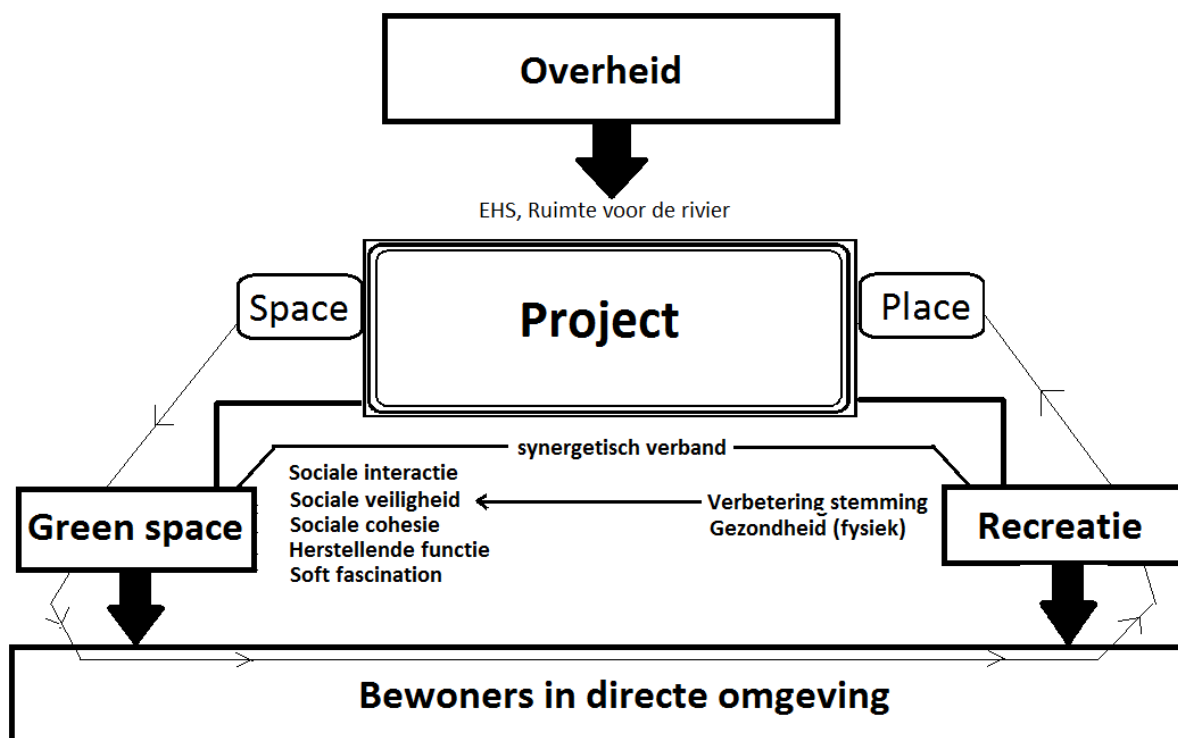 Overheid
EHS, Ruimte voor de rivier
Space
Project
Place
synergetisch verband
Sociale interactie
Sociale veiligheid
Sociale cohesie
Herstellende functie
Soft fascination
Verbetering stemming
Gezondheid (fysiek)
Green space
Recreatie
Bewoners in directe omgeving